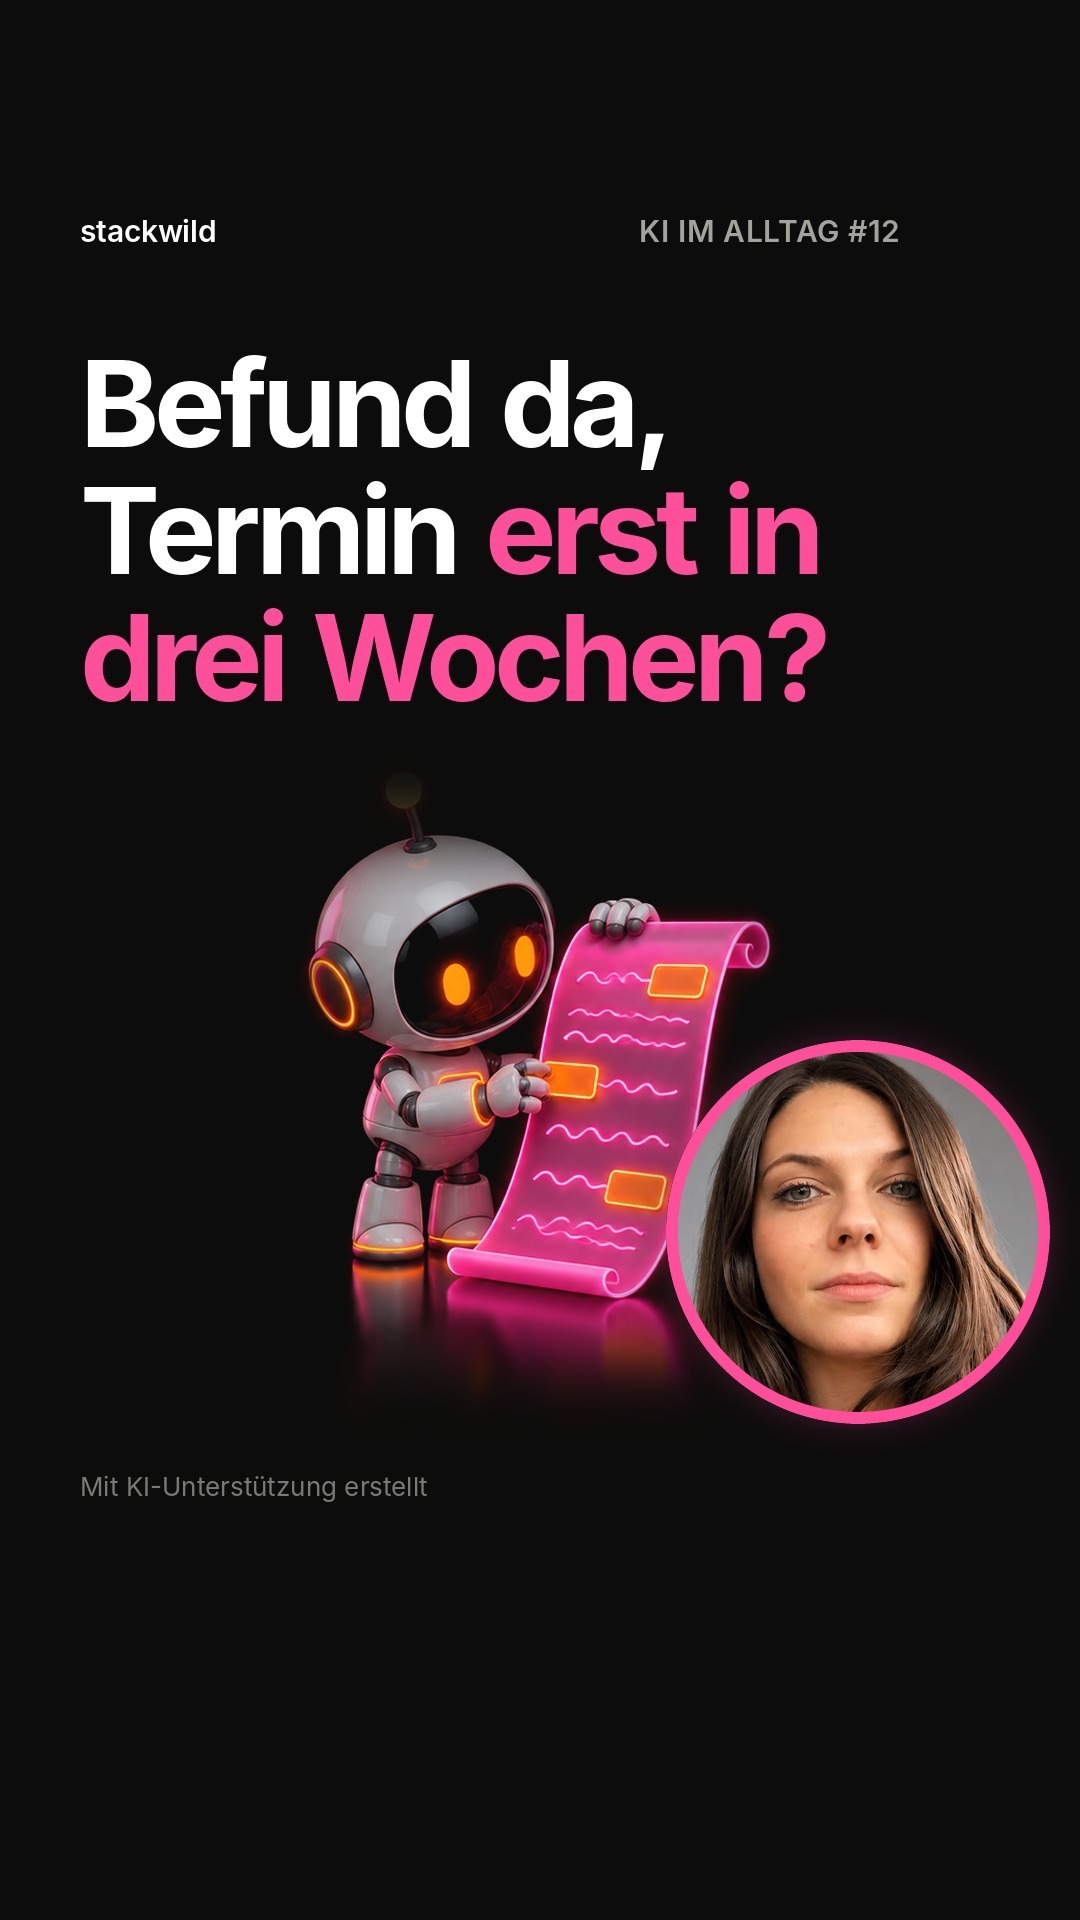 stackwild
KI IM ALLTAG #12
Befund da,
Termin erst in
drei Wochen?
Mit KI-Unterstützung erstellt